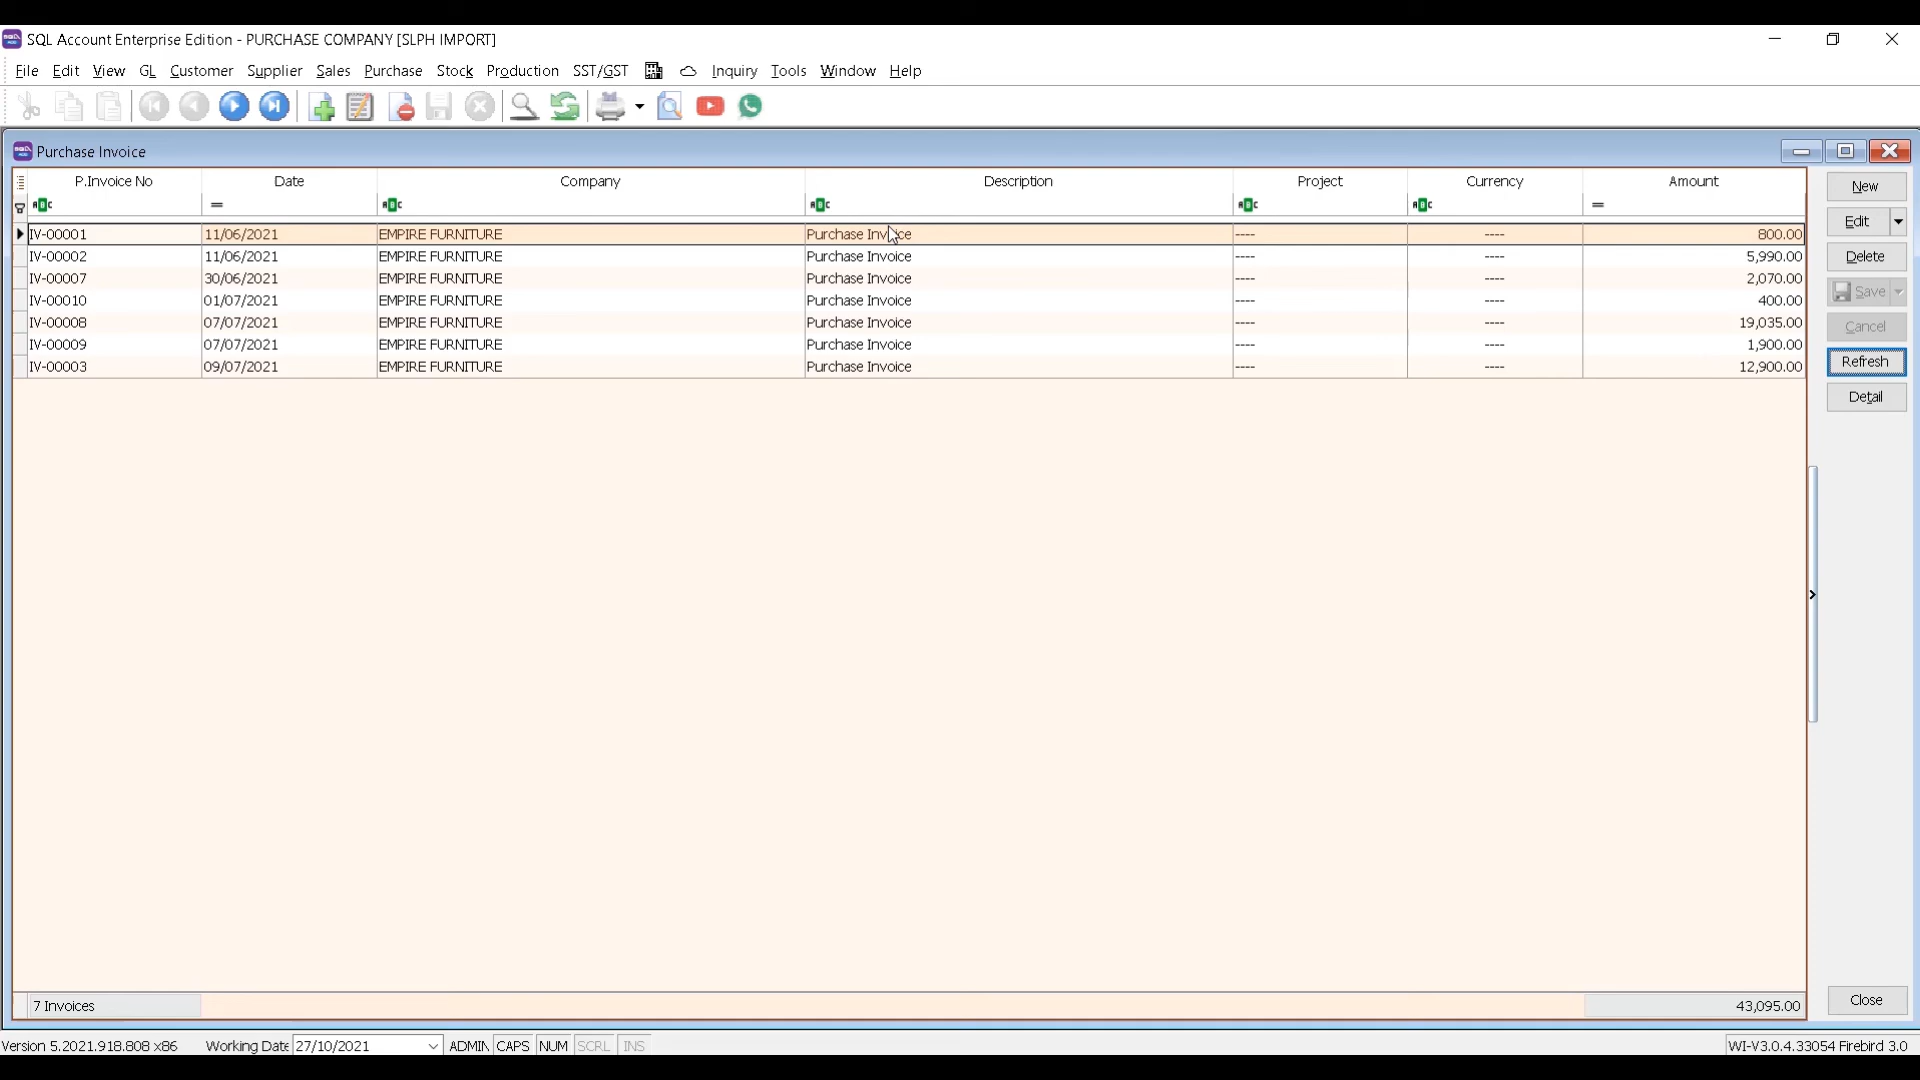 SQL Account Enterprise Edition - PURCHASE COMPANY [SLPH IMPORT]
File Edit View GL Customer Supplier Sales Purchase Stock Production SST/GST Inquiry Tools Window Help
Purchase Invoice
P.Invoice No Date Company Description Project Currency Amount
IV-00001 11/06/2021 EMPIRE FURNITURE Purchase Invoice ---- ---- 800.00
IV-00002 11/06/2021 EMPIRE FURNITURE Purchase Invoice ---- ---- 5,990.00
IV-00007 30/06/2021 EMPIRE FURNITURE Purchase Invoice ---- ---- 2,070.00
IV-00010 01/07/2021 EMPIRE FURNITURE Purchase Invoice ---- ---- 400.00
IV-00008 07/07/2021 EMPIRE FURNITURE Purchase Invoice ---- ---- 19,035.00
IV-00009 07/07/2021 EMPIRE FURNITURE Purchase Invoice ---- ---- 1,900.00
IV-00003 09/07/2021 EMPIRE FURNITURE Purchase Invoice ---- ---- 12,900.00
New
Edit
Delete
Save
Cancel
Refresh
Detail
7 Invoices 43,095.00
Close
Version 5.2021.918.808 x86 Working Date 27/10/2021 ADMIN CAPS NUM SCRL INS WI-V3.0.4.33054 Firebird 3.0